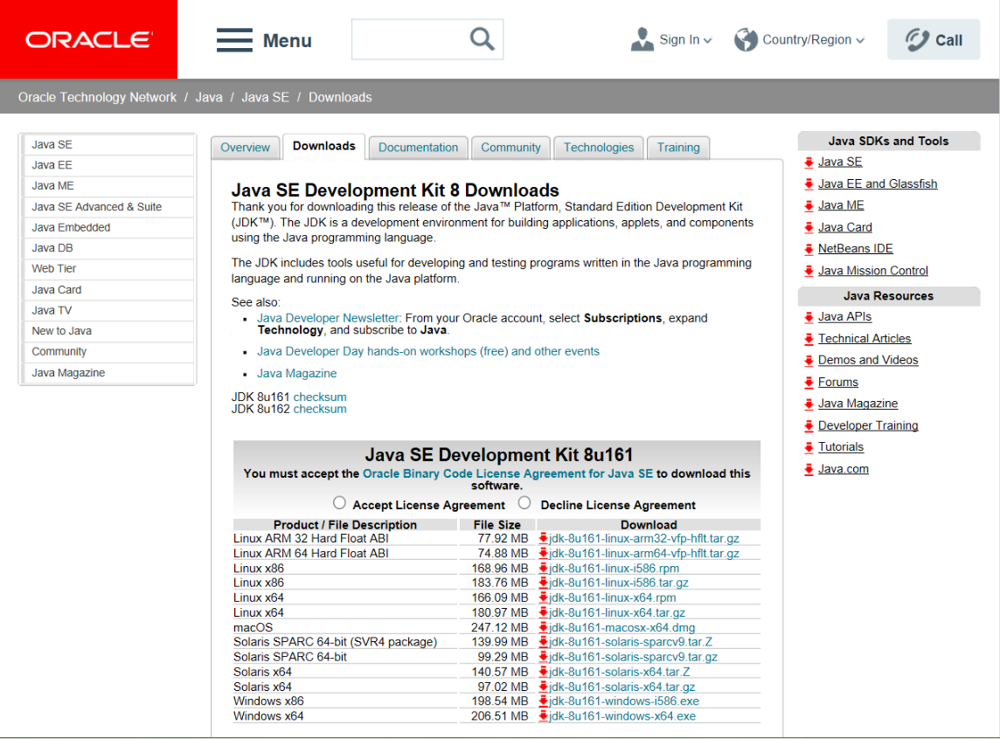 ORACLE
Menu
Sign In
Country/Region
Call
Oracle Technology Network / Java / Java SE / Downloads
Java SE
Java EE
Java ME
Java SE Advanced & Suite
Java Embedded
Java DB
Web Tier
Java Card
Java TV
New to Java
Community
Java Magazine
Overview
Downloads
Documentation
Community
Technologies
Training
Java SE Development Kit 8 Downloads
Thank you for downloading this release of the Java™ Platform, Standard Edition Development Kit
(JDK™). The JDK is a development environment for building applications, applets, and components
using the Java programming language.
The JDK includes tools useful for developing and testing programs written in the Java programming
language and running on the Java platform.
See also:
Java Developer Newsletter: From your Oracle account, select Subscriptions, expand
Technology, and subscribe to Java.
Java Developer Day hands-on workshops (free) and other events
Java Magazine
JDK 8u161 checksum
JDK 8u162 checksum
Java SE Development Kit 8u161
You must accept the Oracle Binary Code License Agreement for Java SE to download this
software.
Accept License Agreement Decline License Agreement
Product / File Description File Size Download
Linux ARM 32 Hard Float ABI 77.92 MB jdk-8u161-linux-arm32-vfp-hflt.tar.gz
Linux ARM 64 Hard Float ABI 74.88 MB jdk-8u161-linux-arm64-vfp-hflt.tar.gz
Linux x86 168.96 MB jdk-8u161-linux-i586.rpm
Linux x86 183.76 MB jdk-8u161-linux-i586.tar.gz
Linux x64 166.09 MB jdk-8u161-linux-x64.rpm
Linux x64 180.97 MB jdk-8u161-linux-x64.tar.gz
macOS 247.12 MB jdk-8u161-macosx-x64.dmg
Solaris SPARC 64-bit (SVR4 package) 139.99 MB jdk-8u161-solaris-sparcv9.tar.Z
Solaris SPARC 64-bit 99.29 MB jdk-8u161-solaris-sparcv9.tar.gz
Solaris x64 140.57 MB jdk-8u161-solaris-x64.tar.Z
Solaris x64 97.02 MB jdk-8u161-solaris-x64.tar.gz
Windows x86 198.54 MB jdk-8u161-windows-i586.exe
Windows x64 206.51 MB jdk-8u161-windows-x64.exe
Java SDKs and Tools
Java SE
Java EE and Glassfish
Java ME
Java Card
NetBeans IDE
Java Mission Control
Java Resources
Java APIs
Technical Articles
Demos and Videos
Forums
Java Magazine
Developer Training
Tutorials
Java.com